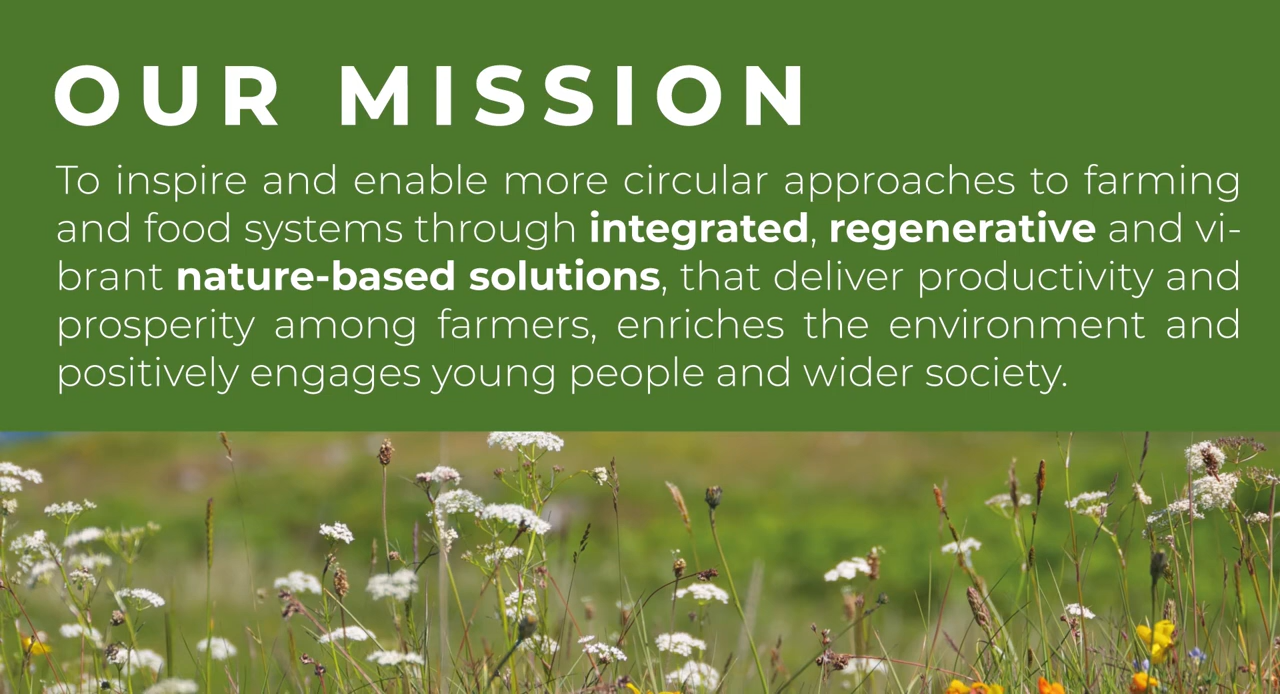 OUR MISSION
To inspire and enable more circular approaches to farming
and food systems through integrated, regenerative and vi-
brant nature-based solutions, that deliver productivity and
prosperity among farmers, enriches the environment and
positively engages young people and wider society.